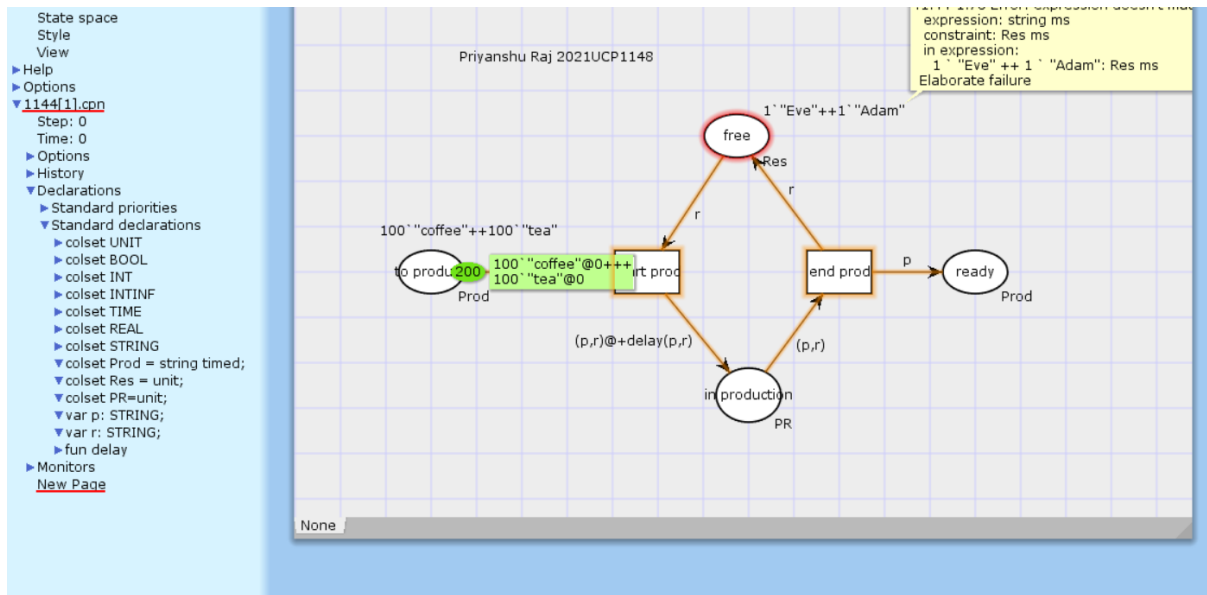 State space
Style
View
Help
Options
1144[1].cpn
Step: 0
Time: 0
Options
History
Declarations
Standard priorities
Standard declarations
colset UNIT
colset BOOL
colset INT
colset INTINF
colset TIME
colset REAL
colset STRING
colset Prod = string timed;
colset Res = unit;
colset PR=unit;
var p: STRING;
var r: STRING;
fun delay
Monitors
New Page
expression: string ms
constraint: Res ms
in expression:
1 ` "Eve" ++ 1 ` "Adam": Res ms
Elaborate failure
Priyanshu Raj 2021UCP1148
1`"Eve"++1`"Adam"
free
Res
r
r
100`"coffee"++100`"tea"
to produ
200
100`"coffee"@0+++
100`"tea"@0
rt prod
end prod
p
ready
Prod
Prod
(p,r)@+delay(p,r)
(p,r)
in production
PR
None